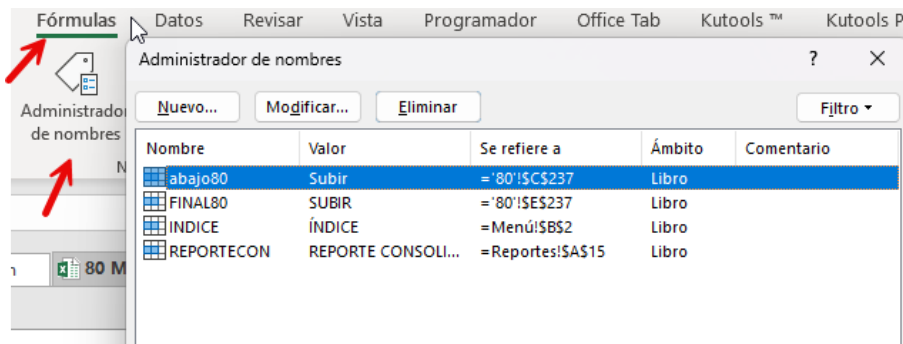 Fórmulas Datos Revisar Vista Programador Office Tab Kutools ™ Kutools P
Administrador de nombres ? ×
Administrador
de nombres
Nuevo... Modificar... Eliminar Filtro
Nombre Valor Se refiere a Ámbito Comentario
abajo80 Subir ='80'!$C$237 Libro
FINAL80 SUBIR ='80'!$E$237 Libro
INDICE ÍNDICE =Menú!$B$2 Libro
REPORTECON REPORTE CONSOLI... =Reportes!$A$15 Libro
N
80 M